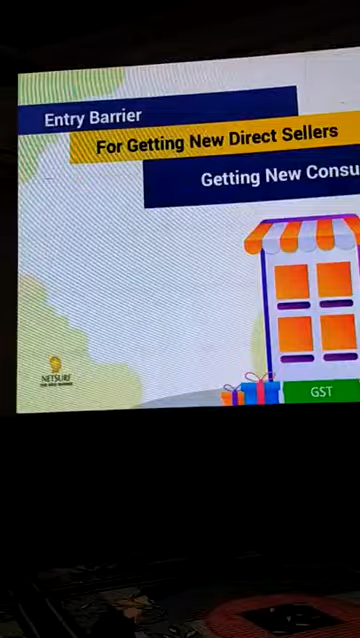 Entry Barrier
For Getting New Direct Sellers
Getting New Consu
NETSURF
GST